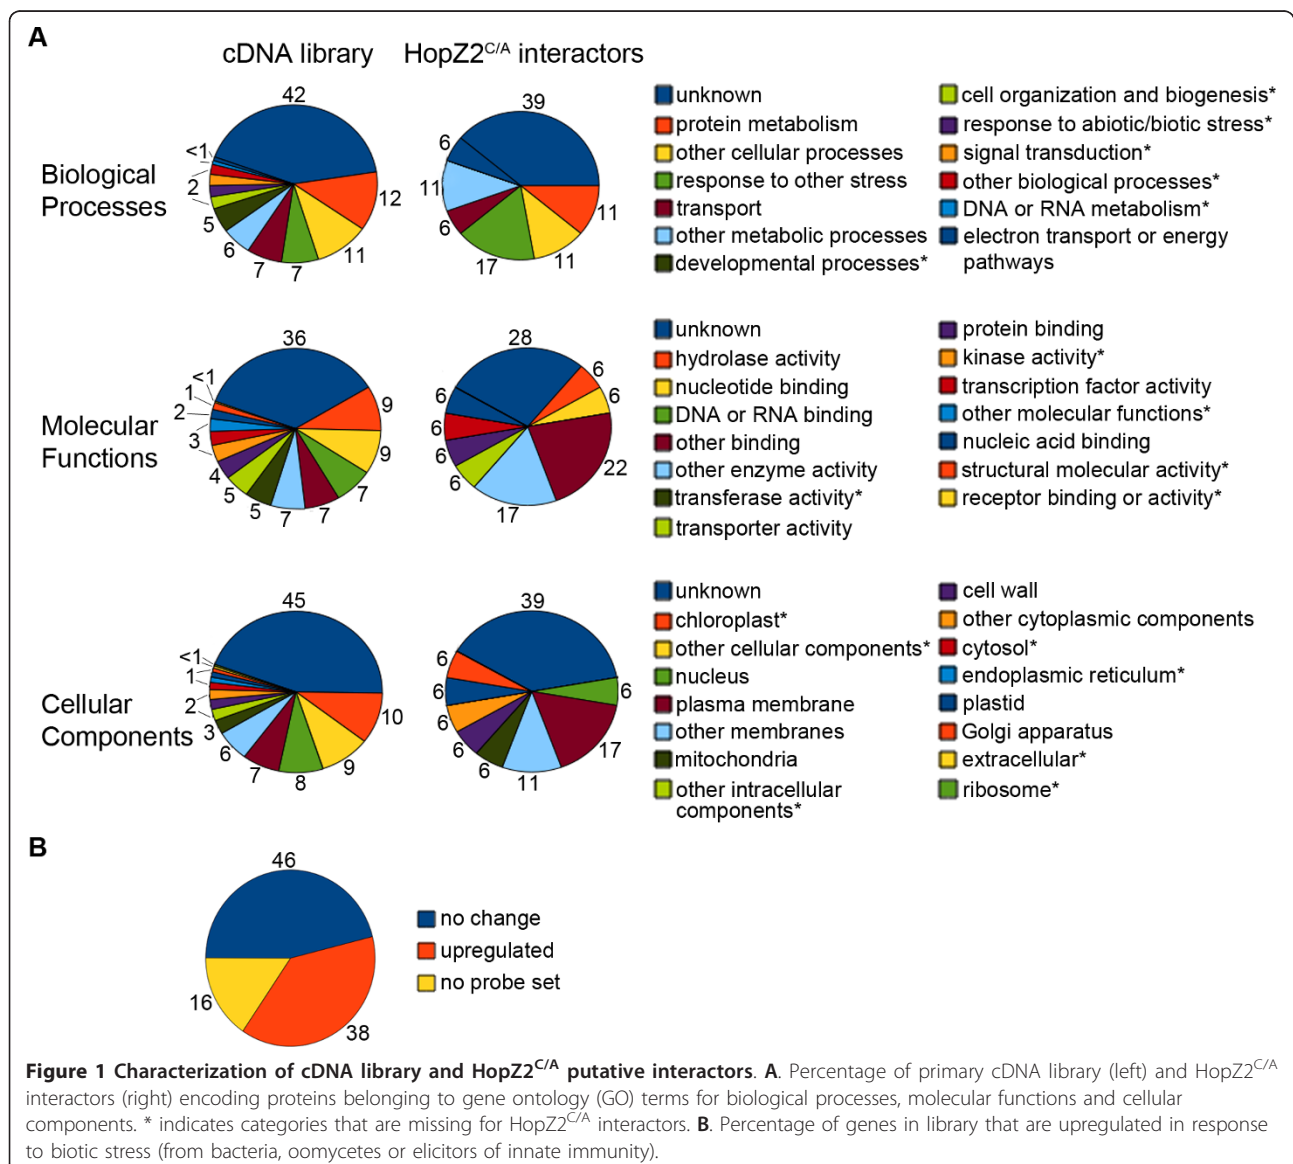 A
cDNA library
HopZ2C/A interactors
Biological
Processes
42
12
11
7
7
6
5
2
<1
39
11
11
17
6
11
6
unknown
protein metabolism
other cellular processes
response to other stress
transport
other metabolic processes
developmental processes*
cell organization and biogenesis*
response to abiotic/biotic stress*
signal transduction*
other biological processes*
DNA or RNA metabolism*
electron transport or energy
pathways
Molecular
Functions
36
9
9
7
7
7
5
5
4
3
2
1
<1
28
6
6
22
17
6
6
6
6
unknown
hydrolase activity
nucleotide binding
DNA or RNA binding
other binding
other enzyme activity
transferase activity*
transporter activity
protein binding
kinase activity*
transcription factor activity
other molecular functions*
nucleic acid binding
structural molecular activity*
receptor binding or activity*
Cellular
Components
45
10
9
8
7
6
3
2
1
<1
39
6
17
11
6
6
6
6
6
unknown
chloroplast*
other cellular components*
nucleus
plasma membrane
other membranes
mitochondria
other intracellular
components*
cell wall
other cytoplasmic components
cytosol*
endoplasmic reticulum*
plastid
Golgi apparatus
extracellular*
ribosome*
B
46
38
16
no change
upregulated
no probe set
Figure 1 Characterization of cDNA library and HopZ2C/A putative interactors. A. Percentage of primary cDNA library (left) and HopZ2C/A
interactors (right) encoding proteins belonging to gene ontology (GO) terms for biological processes, molecular functions and cellular
components. * indicates categories that are missing for HopZ2C/A interactors. B. Percentage of genes in library that are upregulated in response
to biotic stress (from bacteria, oomycetes or elicitors of innate immunity).